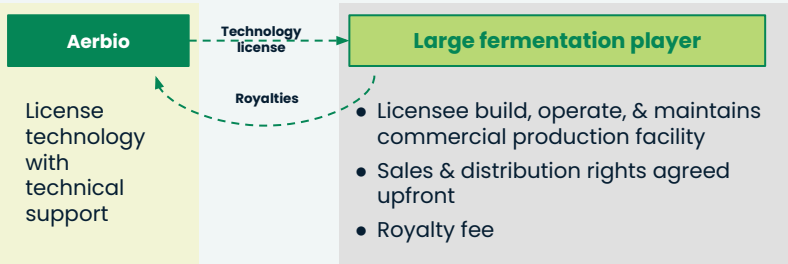 Aerbio
Technology
license
Large fermentation player
Royalties
License
technology
with
technical
support
● Licensee build, operate, & maintains
commercial production facility
● Sales & distribution rights agreed
upfront
● Royalty fee